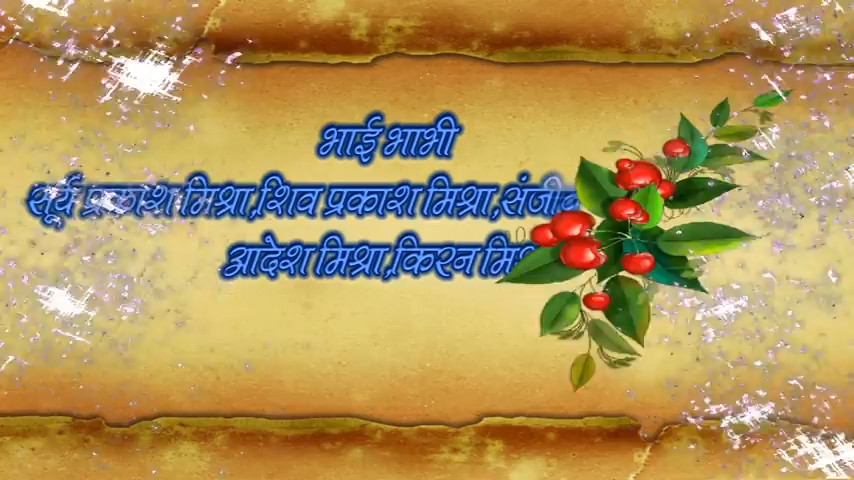 भाई भाभी
सूर्य प्रकाश मिश्रा,शिव प्रकाश मिश्रा,
आदेश मिश्रा,किरन